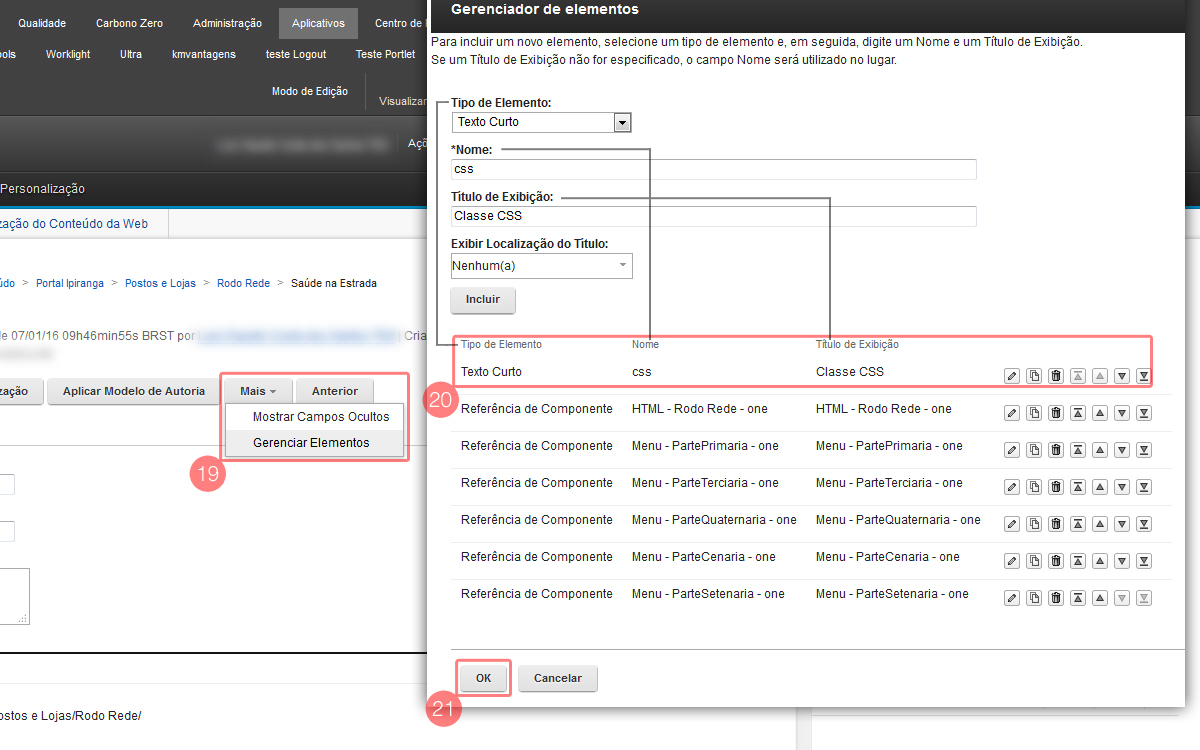 Qualidade
Carbono Zero
Administração
Aplicativos
Centro de
ools
Worklight
Ultra
kmvantagens
teste Logout
Teste Portlet
Modo de Edição
Visualizar
Açõ
Personalização
zação do Conteúdo da Web
údo > Portal Ipiranga > Postos e Lojas > Rodo Rede > Saúde na Estrada
de 07/01/16 09h46min55s BRST por
Cria
zação
Aplicar Modelo de Autoria
Mais
Anterior
Mostrar Campos Ocultos
Gerenciar Elementos
19
ostos e Lojas/Rodo Rede/
Gerenciador de elementos
Para incluir um novo elemento, selecione um tipo de elemento e, em seguida, digite um Nome e um Título de Exibição.
Se um Título de Exibição não for especificado, o campo Nome será utilizado no lugar.
Tipo de Elemento:
Texto Curto
*Nome:
css
Título de Exibição:
Classe CSS
Exibir Localização do Título:
Nenhum(a)
Incluir
Tipo de Elemento Nome Título de Exibição
Texto Curto css Classe CSS
20
Referência de Componente HTML - Rodo Rede - one HTML - Rodo Rede - one
Referência de Componente Menu - PartePrimaria - one Menu - PartePrimaria - one
Referência de Componente Menu - ParteTerciaria - one Menu - ParteTerciaria - one
Referência de Componente Menu - ParteQuaternaria - one Menu - ParteQuaternaria - one
Referência de Componente Menu - ParteCenaria - one Menu - ParteCenaria - one
Referência de Componente Menu - ParteSetenaria - one Menu - ParteSetenaria - one
OK
Cancelar
21